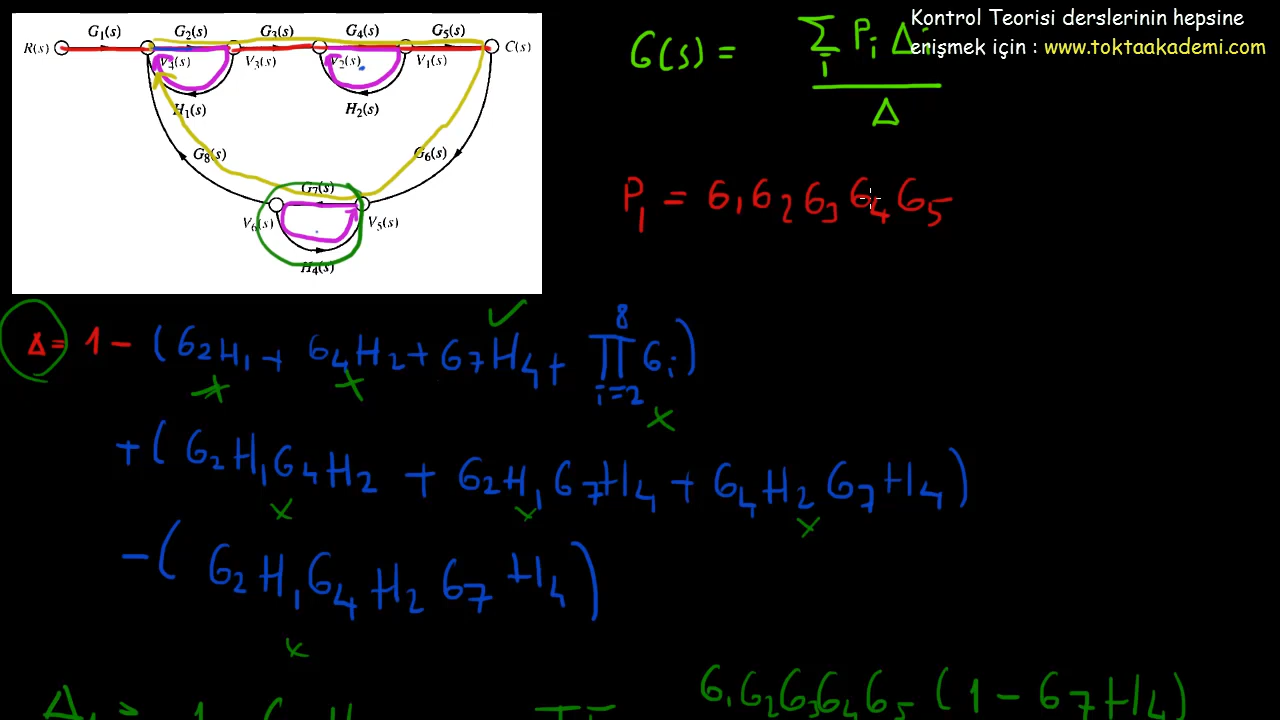 G1(s) G2(s) G3(s) G4(s) G5(s)
R(s) C(s)
V4(s) V3(s) V2(s) V1(s)
H1(s) H2(s)
G8(s) G6(s)
G7(s)
V6(s) V5(s)
H4(s)
Kontrol Teorisi derslerinin hepsine
erişmek için : www.toktaakademi.com
G(s) = Σ i Pi Δi / Δ
P1 = G1G2G3G4G5
Δ = 1 - (G2H1 + G4H2 + G7H4 + ∏ i=2 8 Gi)
+ (G2H1G4H2 + G2H1G7H4 + G4H2G7H4)
- (G2H1G4H2G7H4)
G1G2G3G4G5 (1 - G7H4)